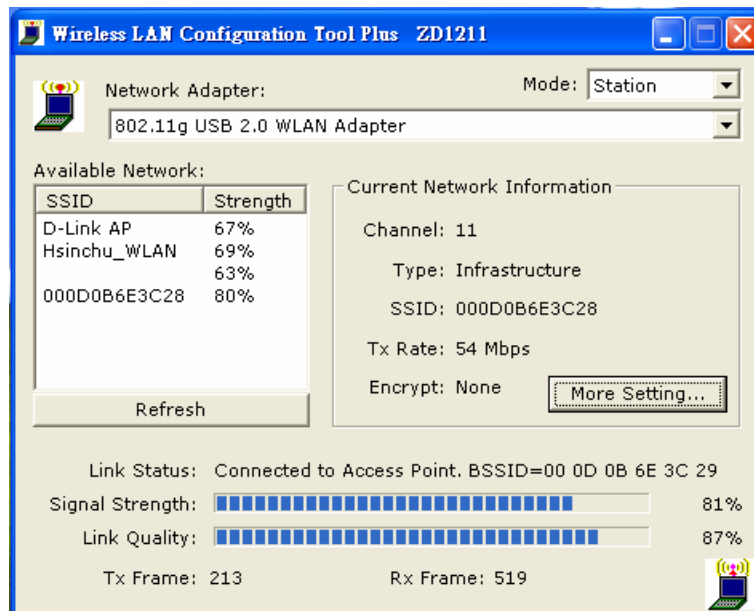 Wireless LAN Configuration Tool Plus ZD1211
Network Adapter:
Mode: Station
802.11g USB 2.0 WLAN Adapter
Available Network:
SSID Strength
D-Link AP 67%
Hsinchu_WLAN 69%
63%
000D0B6E3C28 80%
Refresh
Current Network Information
Channel: 11
Type: Infrastructure
SSID: 000D0B6E3C28
Tx Rate: 54 Mbps
Encrypt: None
More Setting...
Link Status: Connected to Access Point. BSSID=00 0D 0B 6E 3C 29
Signal Strength: 81%
Link Quality: 87%
Tx Frame: 213 Rx Frame: 519